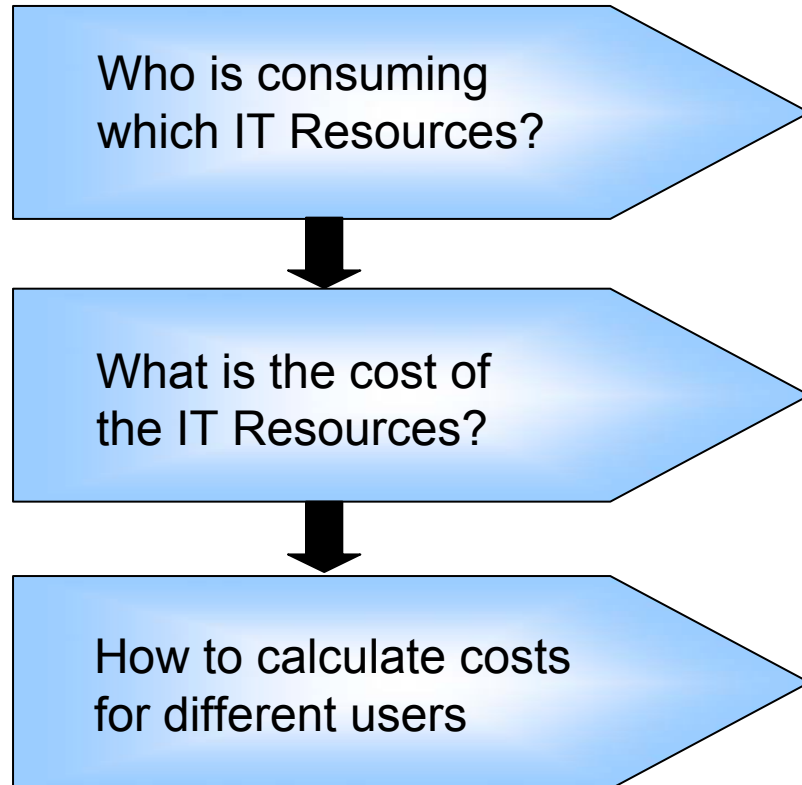 Who is consuming
which IT Resources?
What is the cost of
the IT Resources?
How to calculate costs
for different users